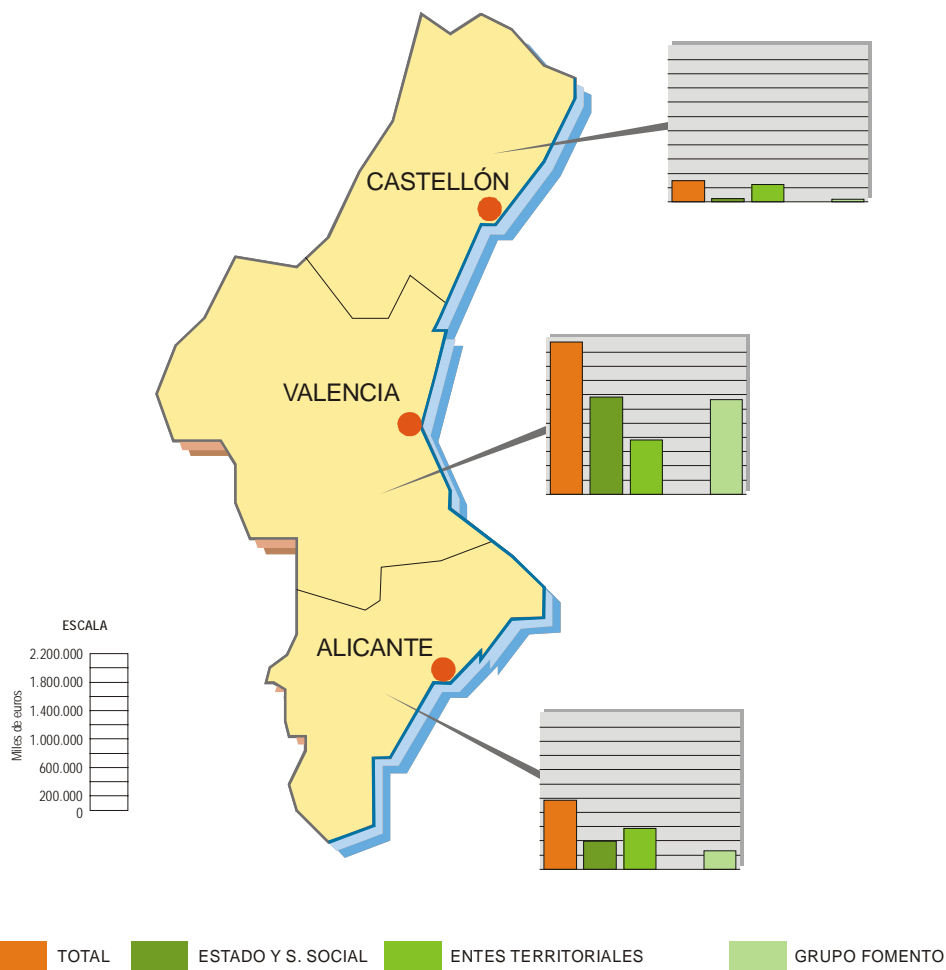 CASTELLÓN
VALENCIA
ALICANTE
ESCALA
Miles de euros
2.200.000
1.800.000
1.400.000
1.000.000
600.000
200.000
0
TOTAL
ESTADO Y S. SOCIAL
ENTES TERRITORIALES
GRUPO FOMENTO